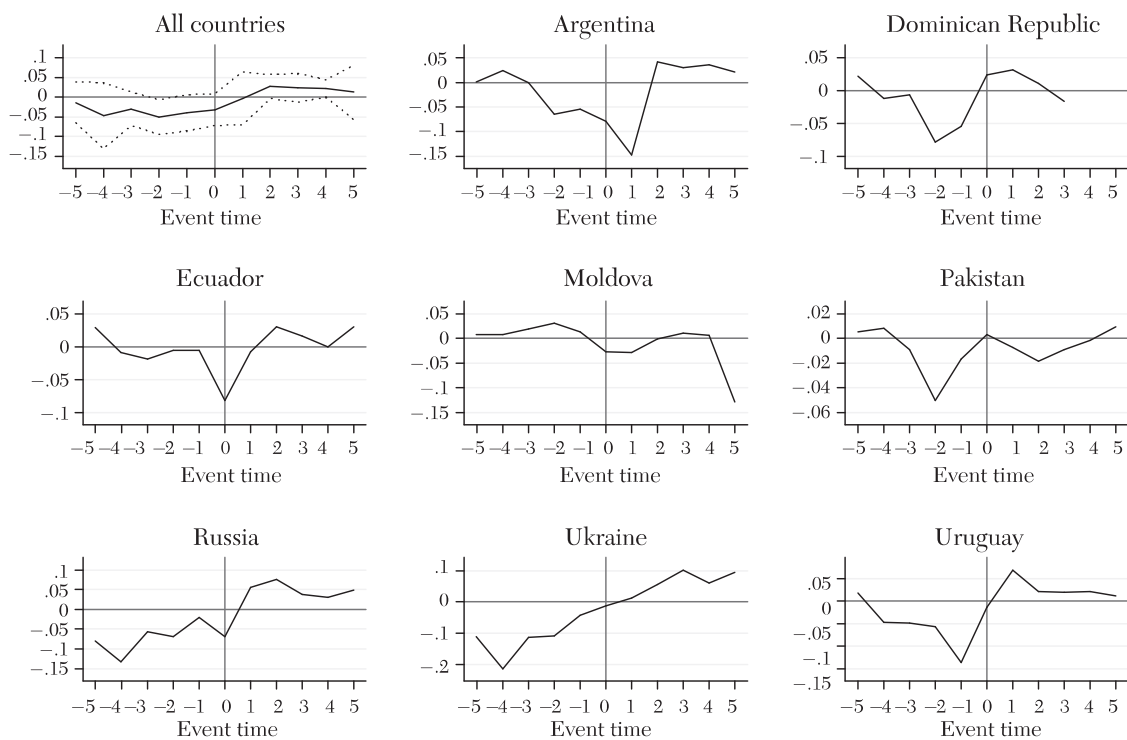 All countries
.1
.05
0
−.05
−.1
−.15
−5 −4 −3 −2 −1 0 1 2 3 4 5
Event time
Argentina
.05
0
−.05
−.1
−.15
−5 −4 −3 −2 −1 0 1 2 3 4 5
Event time
Dominican Republic
.05
0
−.05
−.1
−5 −4 −3 −2 −1 0 1 2 3 4 5
Event time
Ecuador
.05
0
−.05
−.1
−5 −4 −3 −2 −1 0 1 2 3 4 5
Event time
Moldova
.05
0
−.05
−.1
−.15
−5 −4 −3 −2 −1 0 1 2 3 4 5
Event time
Pakistan
.02
0
−.02
−.04
−.06
−5 −4 −3 −2 −1 0 1 2 3 4 5
Event time
Russia
.1
.05
0
−.05
−.1
−.15
−5 −4 −3 −2 −1 0 1 2 3 4 5
Event time
Ukraine
.1
0
−.1
−.2
−5 −4 −3 −2 −1 0 1 2 3 4 5
Event time
Uruguay
.05
0
−.05
−.1
−.15
−5 −4 −3 −2 −1 0 1 2 3 4 5
Event time